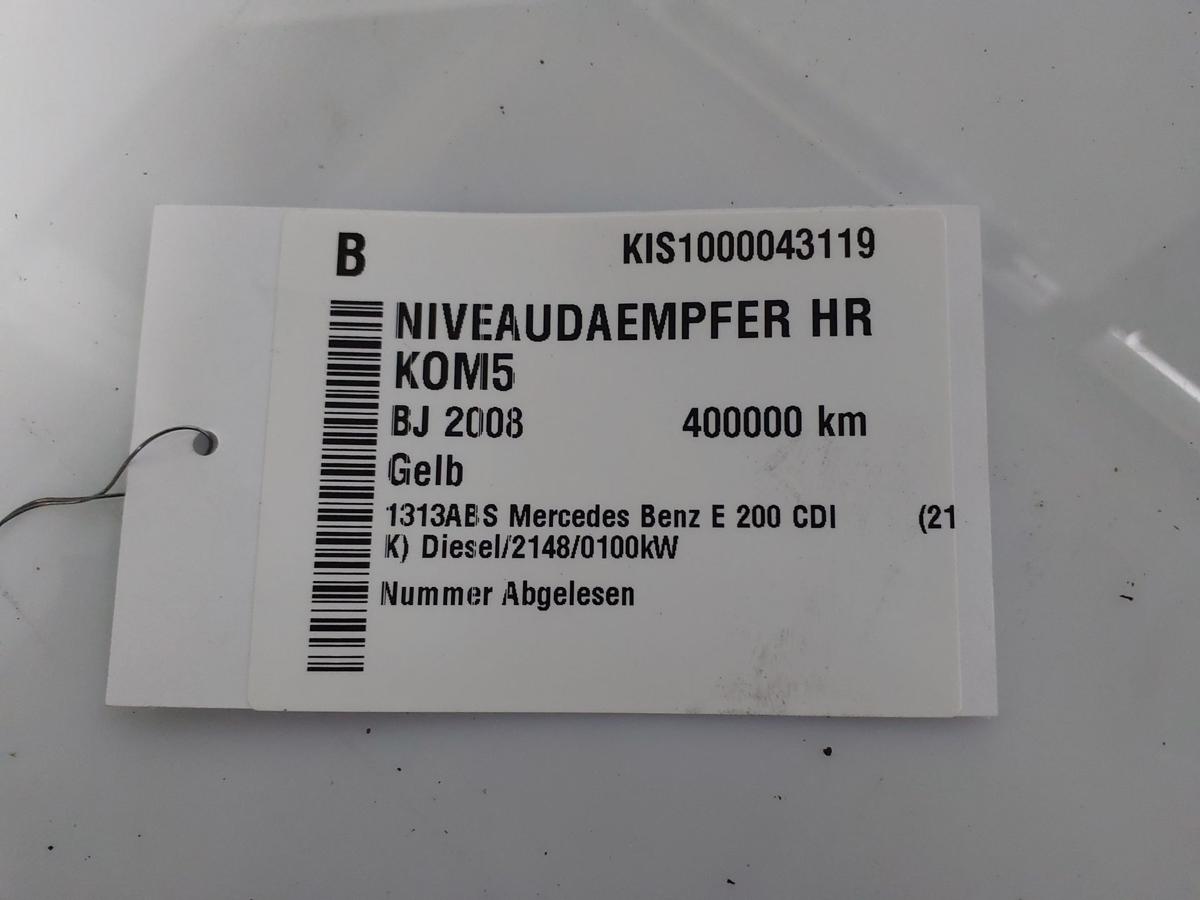 B KIS1000043119
NIVEAUDAEMPFER HR
KOM5
BJ 2008 400000 km
Gelb
1313ABS Mercedes Benz E 200 CDI (21
K) Diesel/2148/0100kW
Nummer Abgelesen